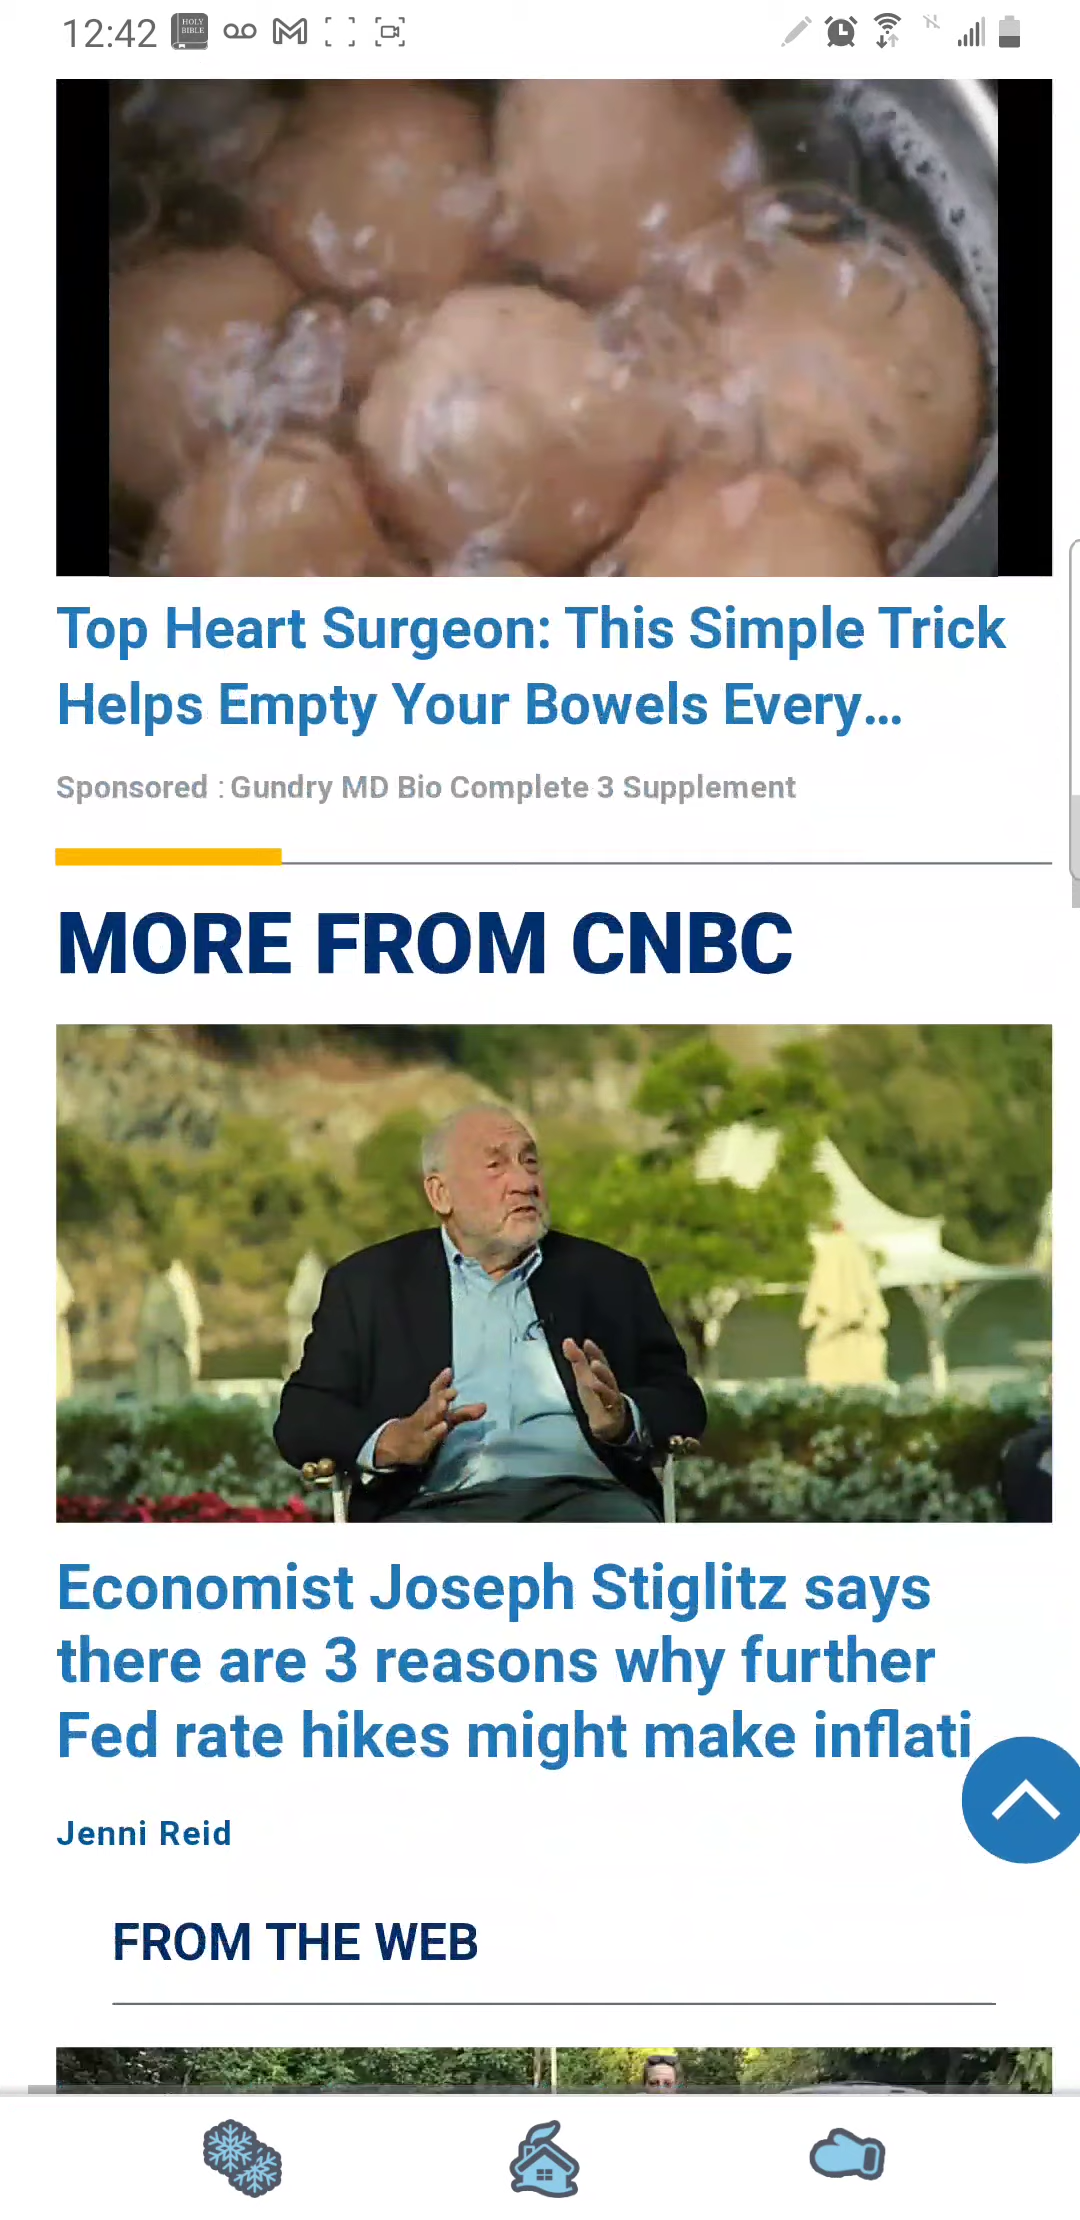 12:42
HOLY
BIBLE
Top Heart Surgeon: This Simple Trick
Helps Empty Your Bowels Every...
Sponsored : Gundry MD Bio Complete 3 Supplement
MORE FROM CNBC
Economist Joseph Stiglitz says
there are 3 reasons why further
Fed rate hikes might make inflati
Jenni Reid
FROM THE WEB